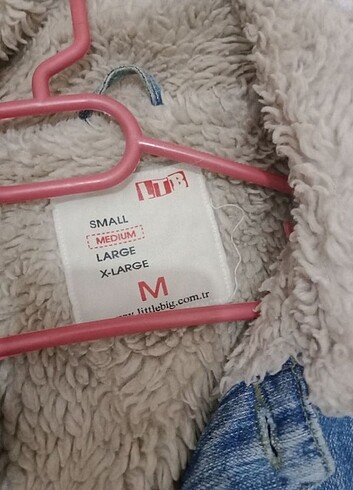 LTB
SMALL
MEDIUM
LARGE
X-LARGE
M
www.littlebig.com.tr